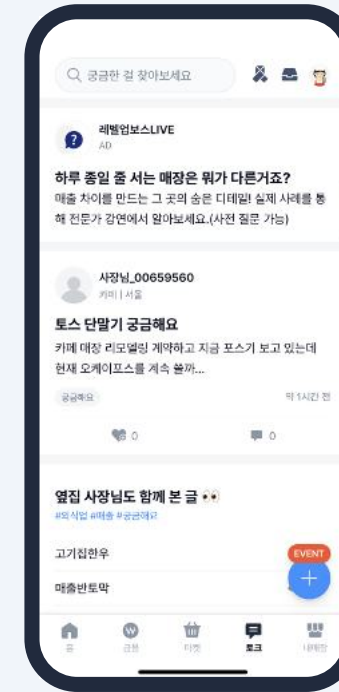 궁금한 걸 찾아보세요
레벨업보스LIVE
AD
하루 종일 줄 서는 매장은 뭐가 다른거죠?
매출 차이를 만드는 그 곳의 숨은 디테일! 실제 사례를 통
해 전문가 강연에서 알아보세요.(사전 질문 가능)
사장님_00659560
카페 | 서울
토스 단말기 궁금해요
카페 매장 리모델링 계약하고 지금 포스기 보고 있는데
현재 오케이포스를 계속 쓸까...
궁금해요
약 1시간 전
0
0
옆집 사장님도 함께 본 글 👀
#외식업 #매출 #궁금해요
고기집한우
EVENT
매출반토막
홈
금융
마켓
토크
내매장